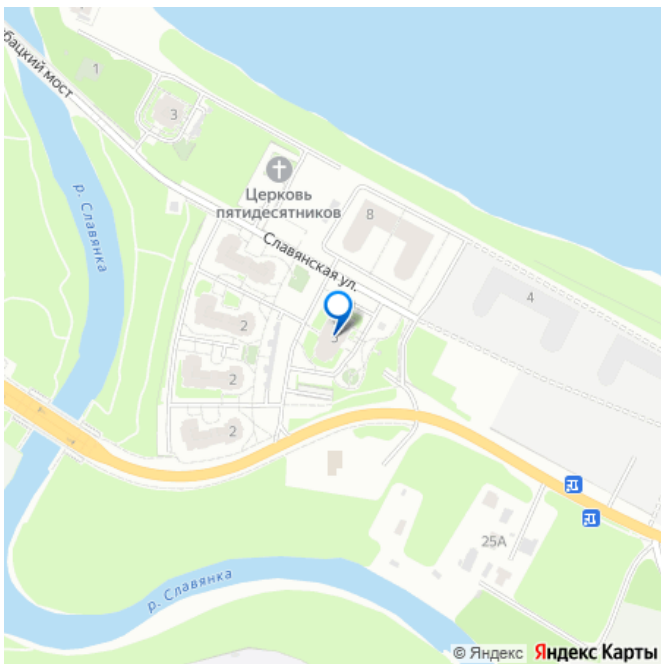 бацкий мост
1
3
р. Славянка
Церковь
пятидесятников
8
Славянская ул.
4
2
3
2
2
25А
р. Славянка
© Яндекс Яндекс Карты